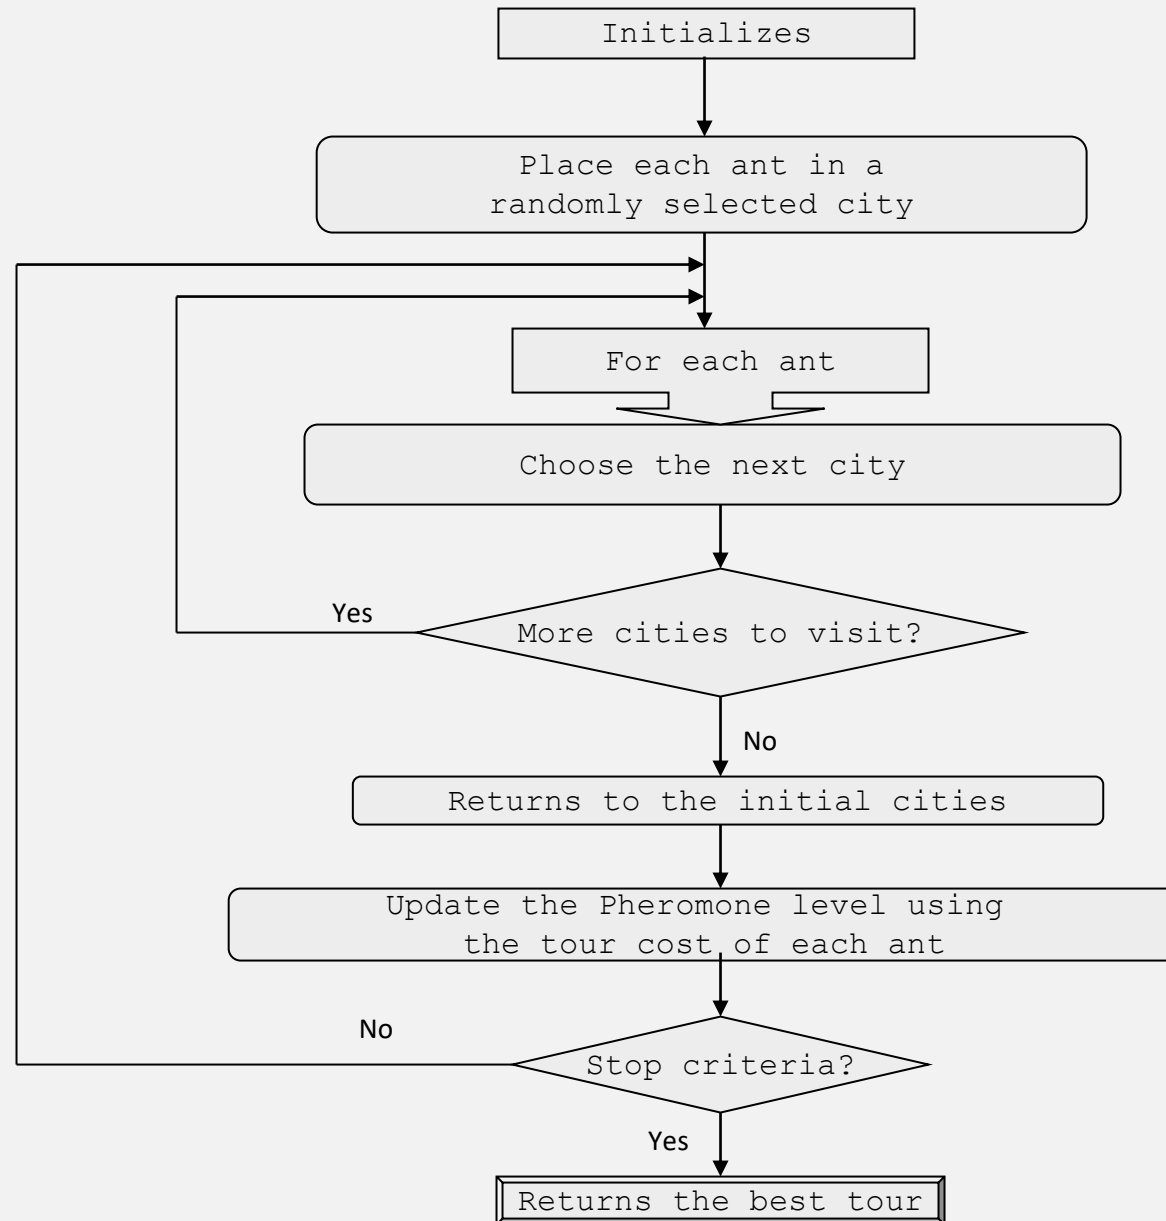 Initializes
Place each ant in a
randomly selected city
For each ant
Choose the next city
Yes
More cities to visit?
No
Returns to the initial cities
Update the Pheromone level using
the tour cost of each ant
No
Stop criteria?
Yes
Returns the best tour